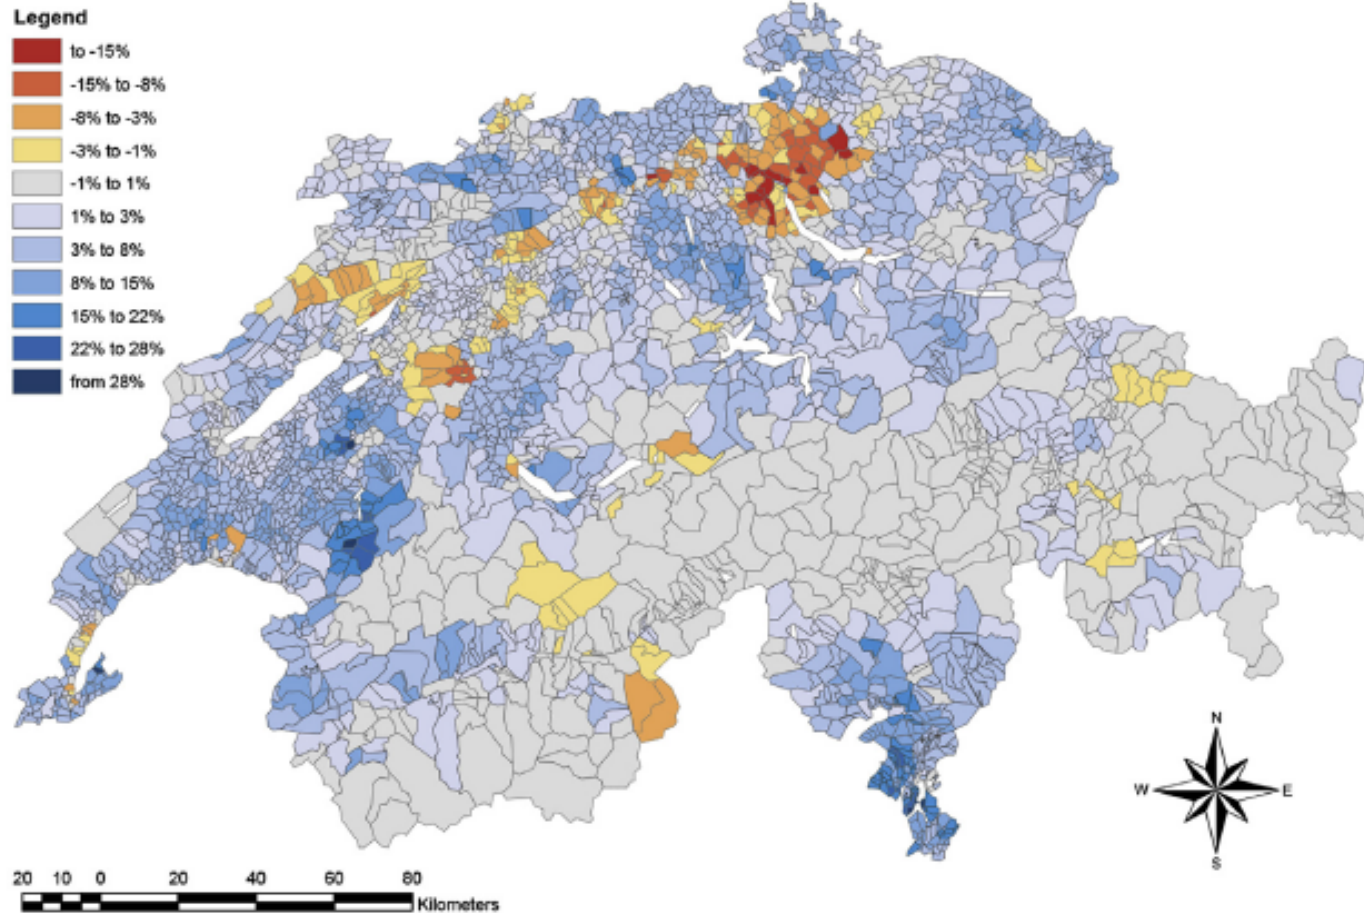 Legend
to -15%
-15% to -8%
-8% to -3%
-3% to -1%
-1% to 1%
1% to 3%
3% to 8%
8% to 15%
15% to 22%
22% to 28%
from 28%
N
W E
S
20 10 0 20 40 60 80
Kilometers